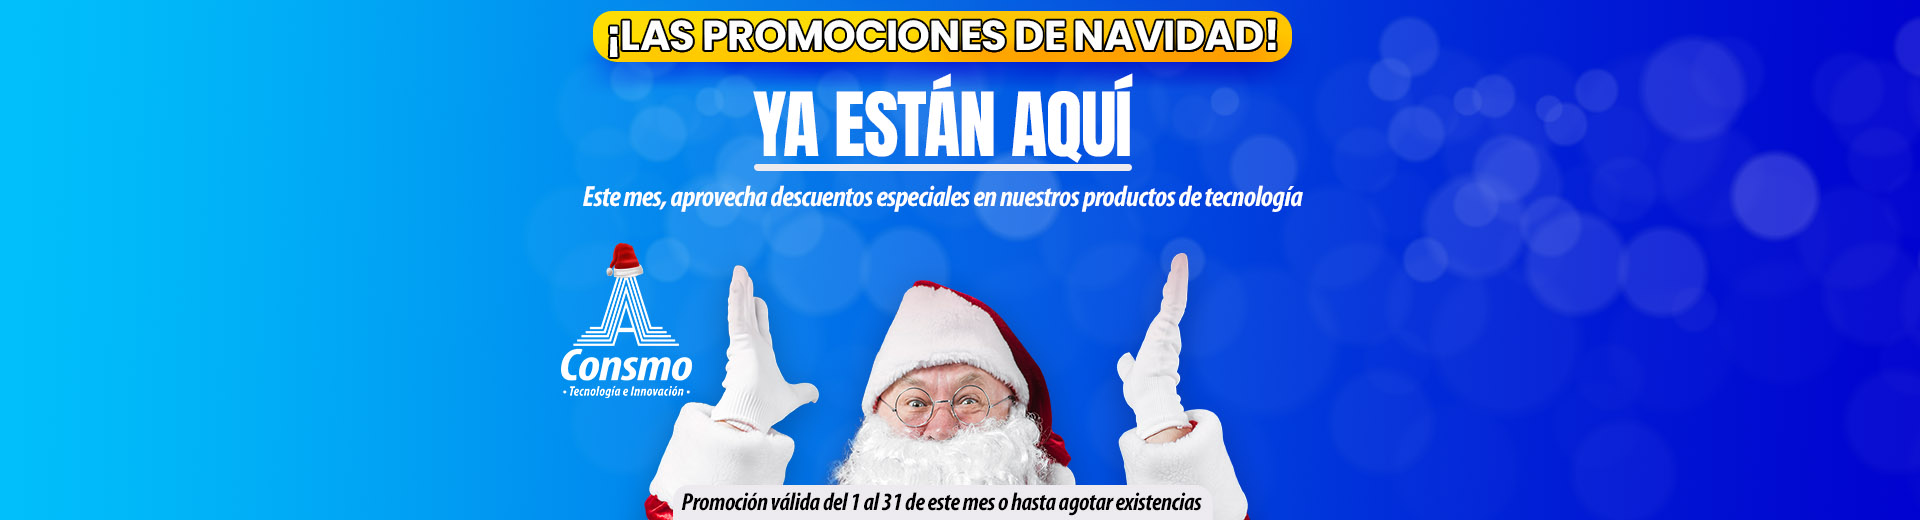 ¡LAS PROMOCIONES DE NAVIDAD!
YA ESTÁN AQUÍ
Este mes, aprovecha descuentos especiales en nuestros productos de tecnología
Consmo
• Tecnología e Innovación •
Promoción válida del 1 al 31 de este mes o hasta agotar existencias